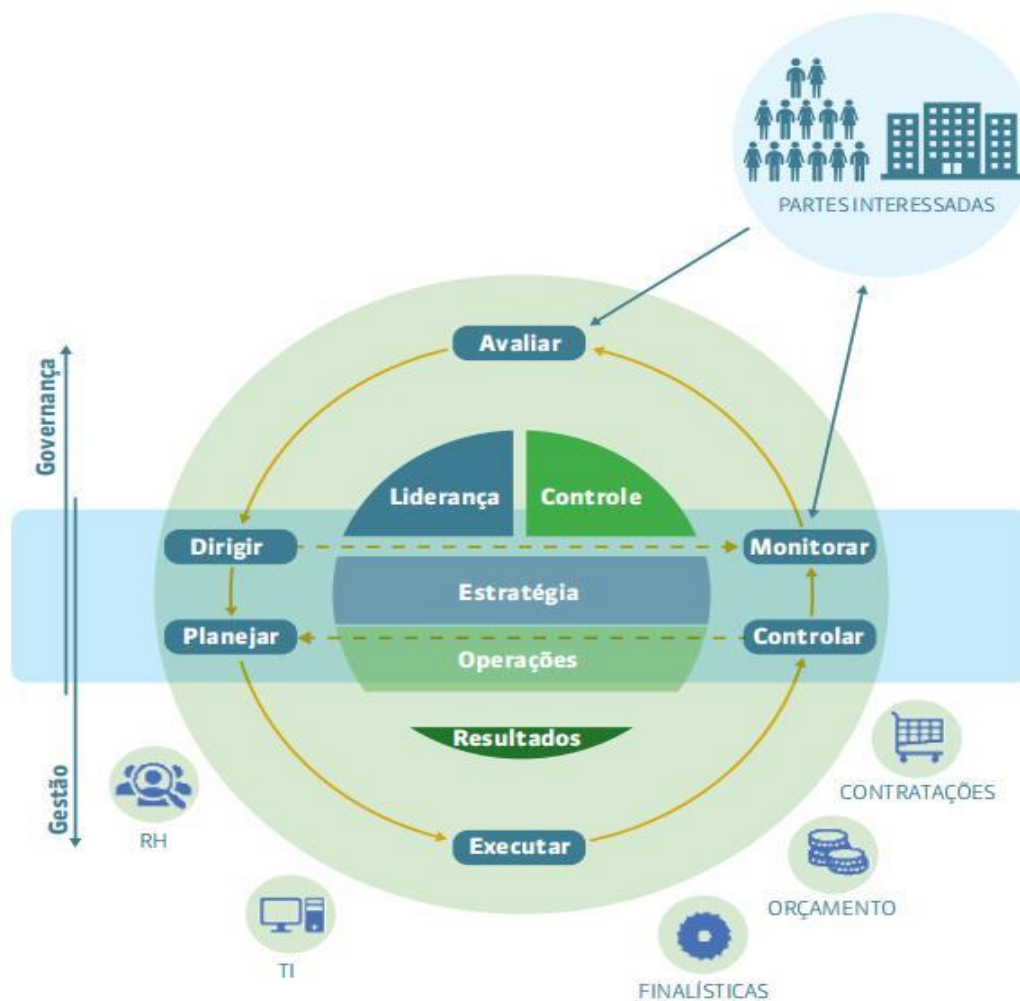 PARTES INTERESSADAS
Avaliar
Governança
Liderança
Controle
Dirigir
Monitorar
Estratégia
Planejar
Controlar
Operações
Resultados
Gestão
CONTRATAÇÕES
RH
Executar
ORÇAMENTO
TI
FINALÍSTICAS